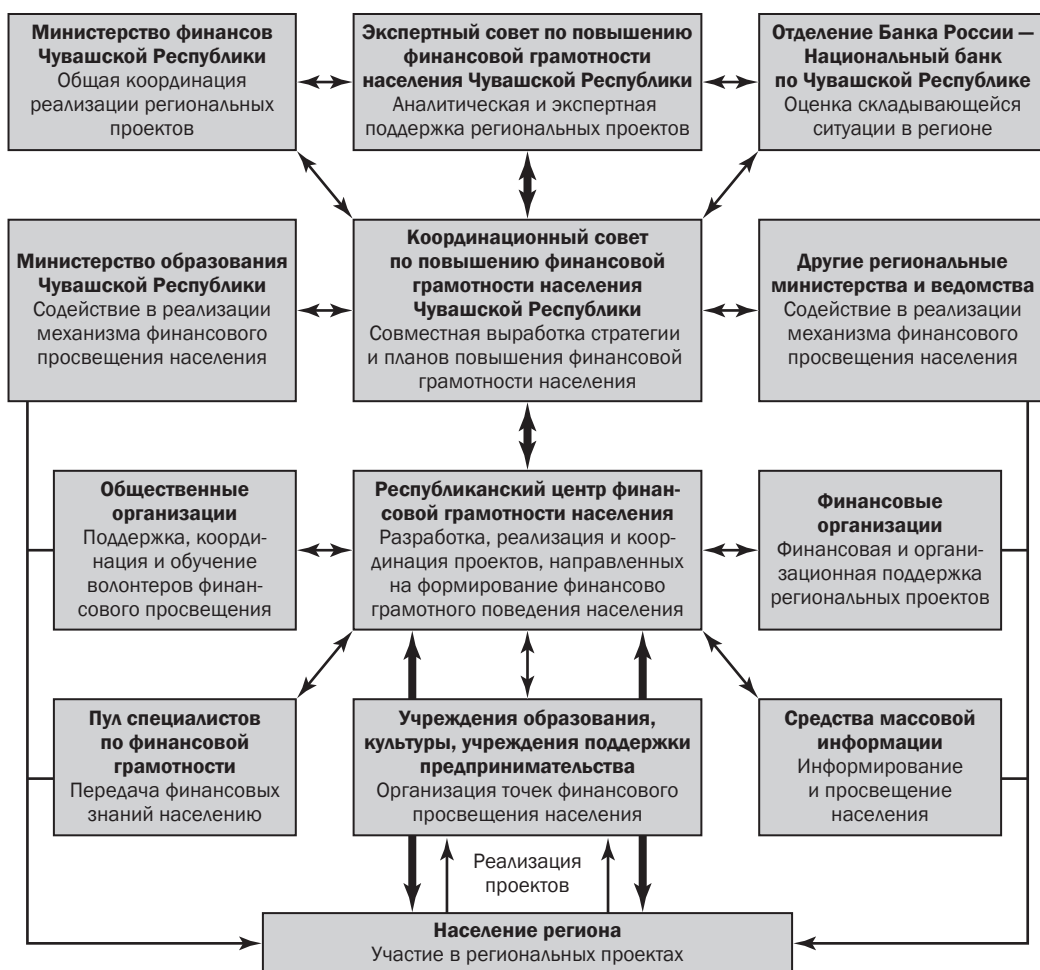 Министерство финансов
Чувашской Республики
Общая координация
реализации региональных
проектов
Экспертный совет по повышению
финансовой грамотности
населения Чувашской Республики
Аналитическая и экспертная
поддержка региональных проектов
Отделение Банка России —
Национальный банк
по Чувашской Республике
Оценка складывающейся
ситуации в регионе
Министерство образования
Чувашской Республики
Содействие в реализации
механизма финансового
просвещения населения
Координационный совет
по повышению финансовой
грамотности населения
Чувашской Республики
Совместная выработка стратегии
и планов повышения финансовой
грамотности населения
Другие региональные
министерства и ведомства
Содействие в реализации
механизма финансового
просвещения населения
Общественные
организации
Поддержка, коорди-
нация и обучение
волонтеров финан-
сового просвещения
Республиканский центр финан-
совой грамотности населения
Разработка, реализация и коор-
динация проектов, направленных
на формирование финансово
грамотного поведения населения
Финансовые
организации
Финансовая и органи-
зационная поддержка
региональных проектов
Пул специалистов
по финансовой
грамотности
Передача финансовых
знаний населению
Учреждения образования,
культуры, учреждения поддержки
предпринимательства
Организация точек финансового
просвещения населения
Средства массовой
информации
Информирование
и просвещение
населения
Реализация
проектов
Население региона
Участие в региональных проектах